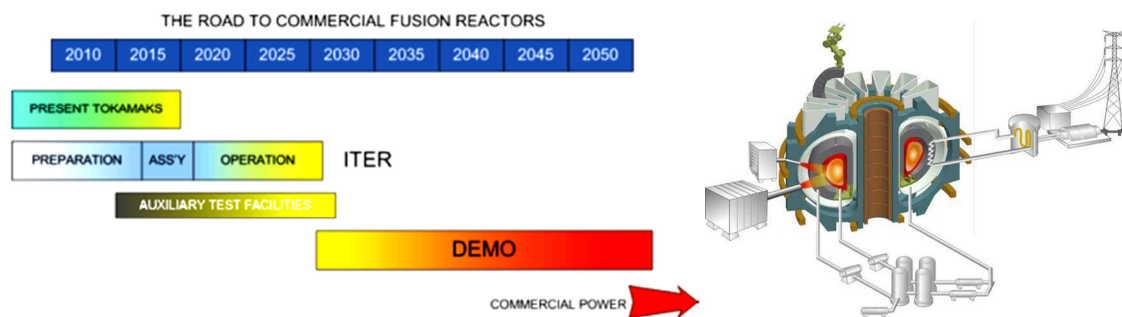 THE ROAD TO COMMERCIAL FUSION REACTORS
2010 2015 2020 2025 2030 2035 2040 2045 2050
PRESENT TOKAMAKS
PREPARATION ASS'Y OPERATION ITER
AUXILIARY TEST FACILITIES
DEMO
COMMERCIAL POWER